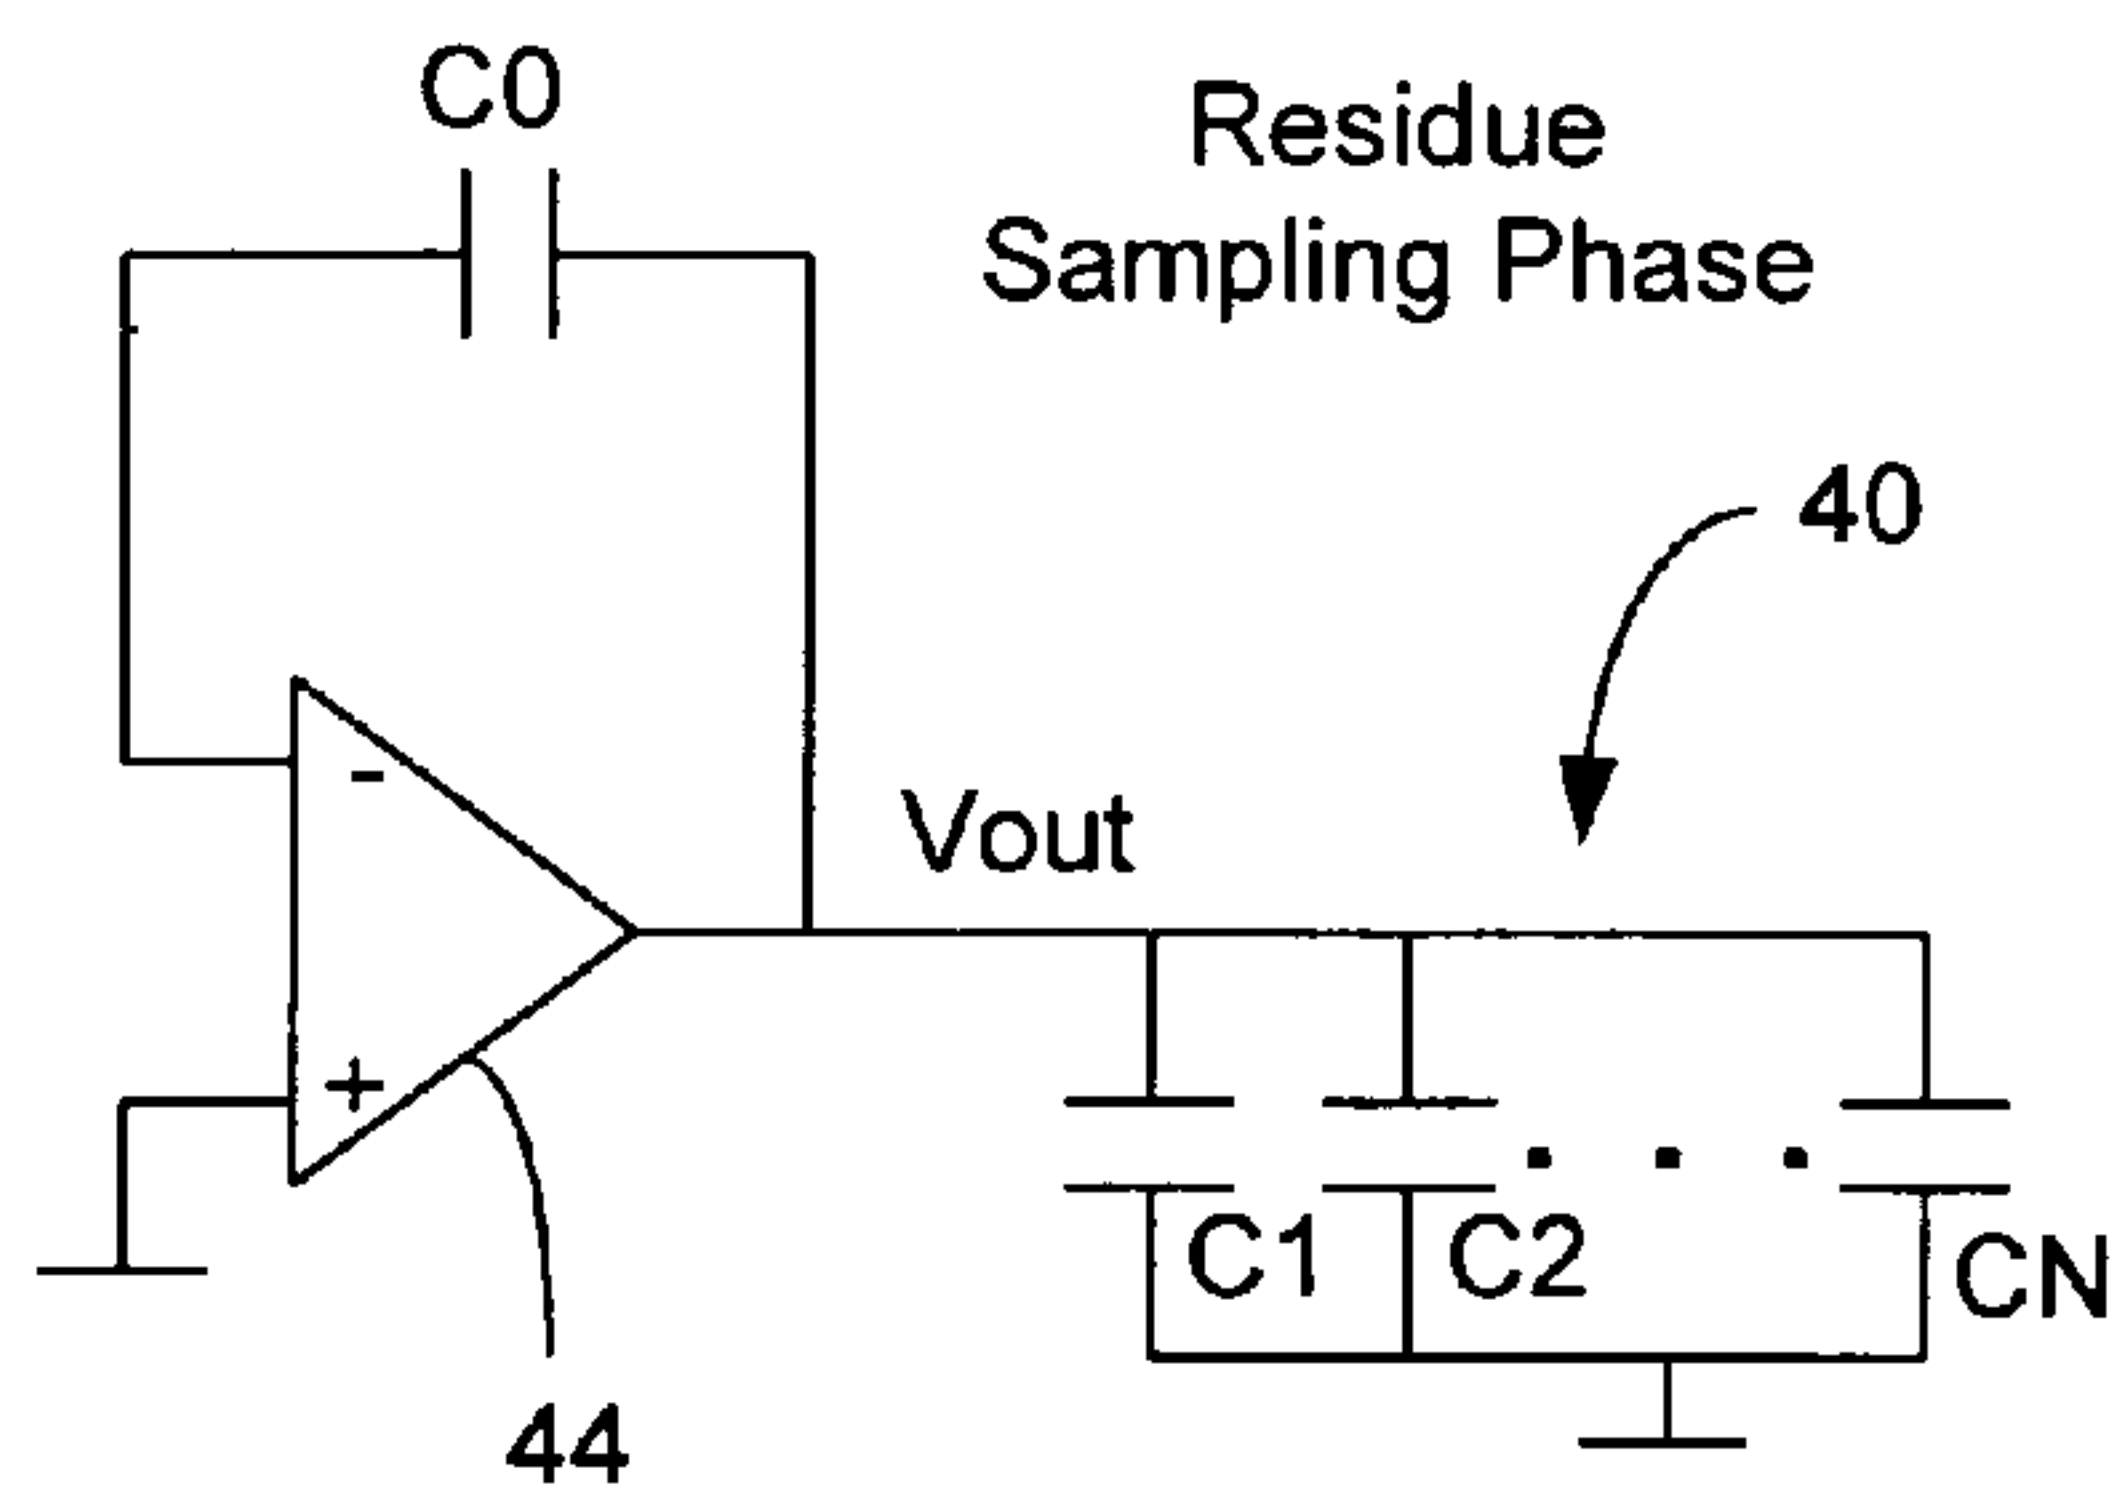 C0
Residue
Sampling Phase
40
-
Vout
+
C1
C2
CN
44